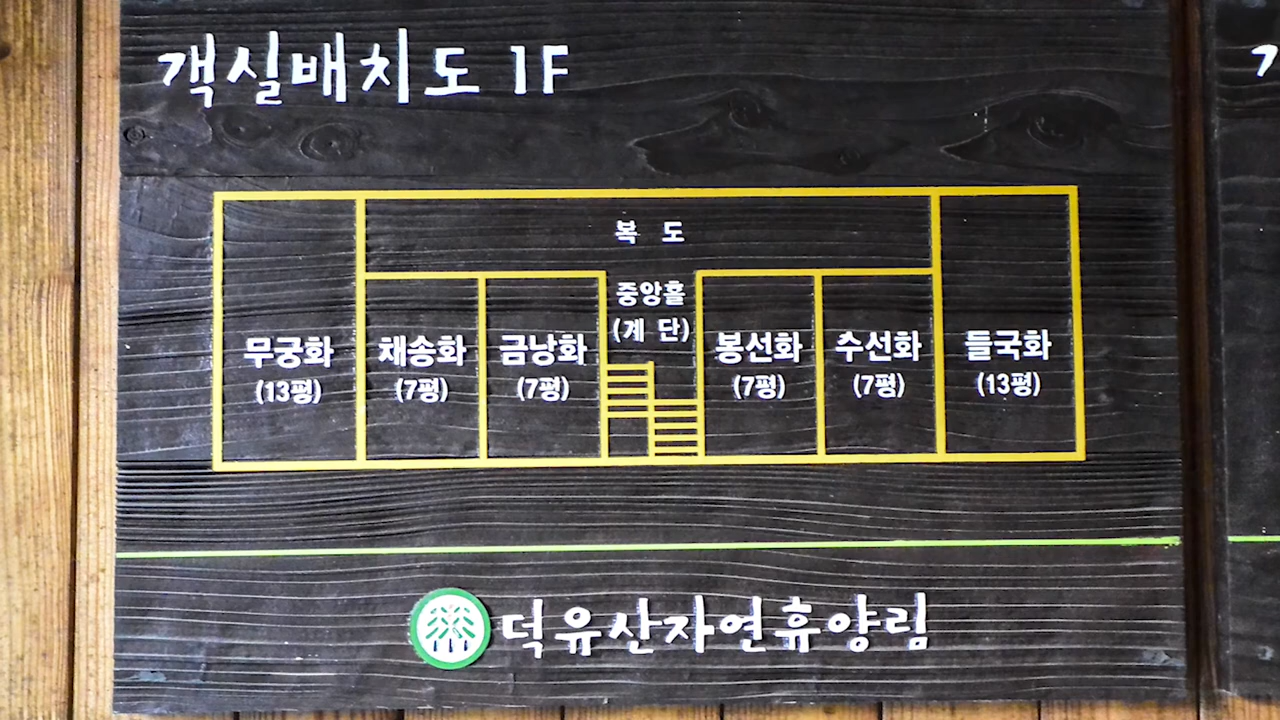 객실배치도 1F
복 도
중앙홀
(계 단)
무궁화
(13평)
채송화
(7평)
금낭화
(7평)
봉선화
(7평)
수선화
(7평)
들국화
(13평)
덕유산자연휴양림